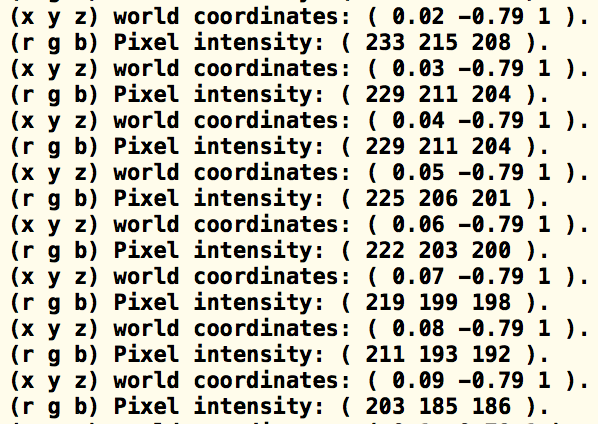 (x y z) world coordinates: ( 0.02 -0.79 1 ).
(r g b) Pixel intensity: ( 233 215 208 ).
(x y z) world coordinates: ( 0.03 -0.79 1 ).
(r g b) Pixel intensity: ( 229 211 204 ).
(x y z) world coordinates: ( 0.04 -0.79 1 ).
(r g b) Pixel intensity: ( 229 211 204 ).
(x y z) world coordinates: ( 0.05 -0.79 1 ).
(r g b) Pixel intensity: ( 225 206 201 ).
(x y z) world coordinates: ( 0.06 -0.79 1 ).
(r g b) Pixel intensity: ( 222 203 200 ).
(x y z) world coordinates: ( 0.07 -0.79 1 ).
(r g b) Pixel intensity: ( 219 199 198 ).
(x y z) world coordinates: ( 0.08 -0.79 1 ).
(r g b) Pixel intensity: ( 211 193 192 ).
(x y z) world coordinates: ( 0.09 -0.79 1 ).
(r g b) Pixel intensity: ( 203 185 186 ).